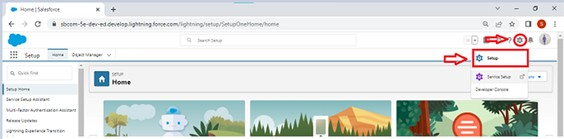 Home | Salesforce
sbcom-5e-dev-ed.develop.lightning.force.com/lightning/setup/SetupOneHome/home
S
Search Setup
Setup
Home
Object Manager
Setup
Service Setup
Developer Console
Quick Find
Setup Home
Service Setup Assistant
Multi-Factor Authentication Assistant
Release Updates
Lightning Experience Transition
SETUP
Home